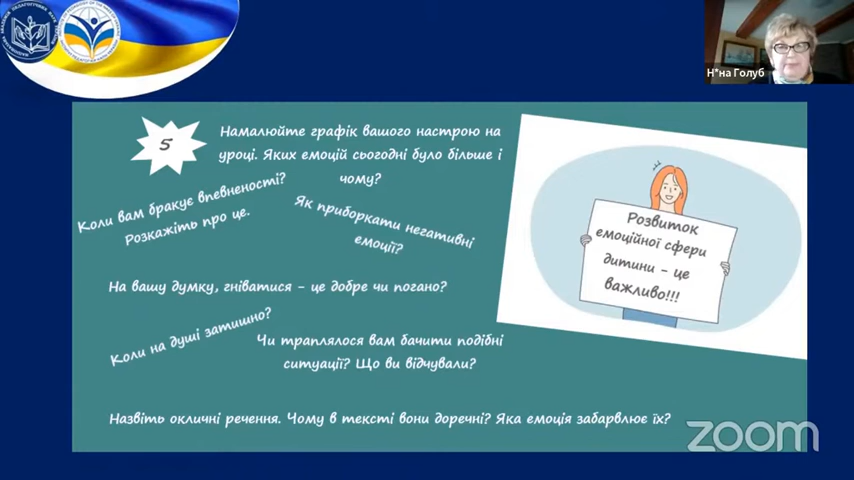 Н*на Голуб
5
Намалюйте графік вашого настрою на
уроці. Яких емоцій сьогодні було більше і
чому?
Коли вам бракує впевненості?
Розкажіть про це.
Як приборкати негативні
емоції?
Розвиток
емоційної сфери
дитини - це
важливо!!!
На вашу думку, гніватися - це добре чи погано?
Коли на душі затишно?
Чи траплялося вам бачити подібні
ситуації? Що ви відчували?
Назвіть окличні речення. Чому в тексті вони доречні? Яка емоція забарвлює їх?
zoom